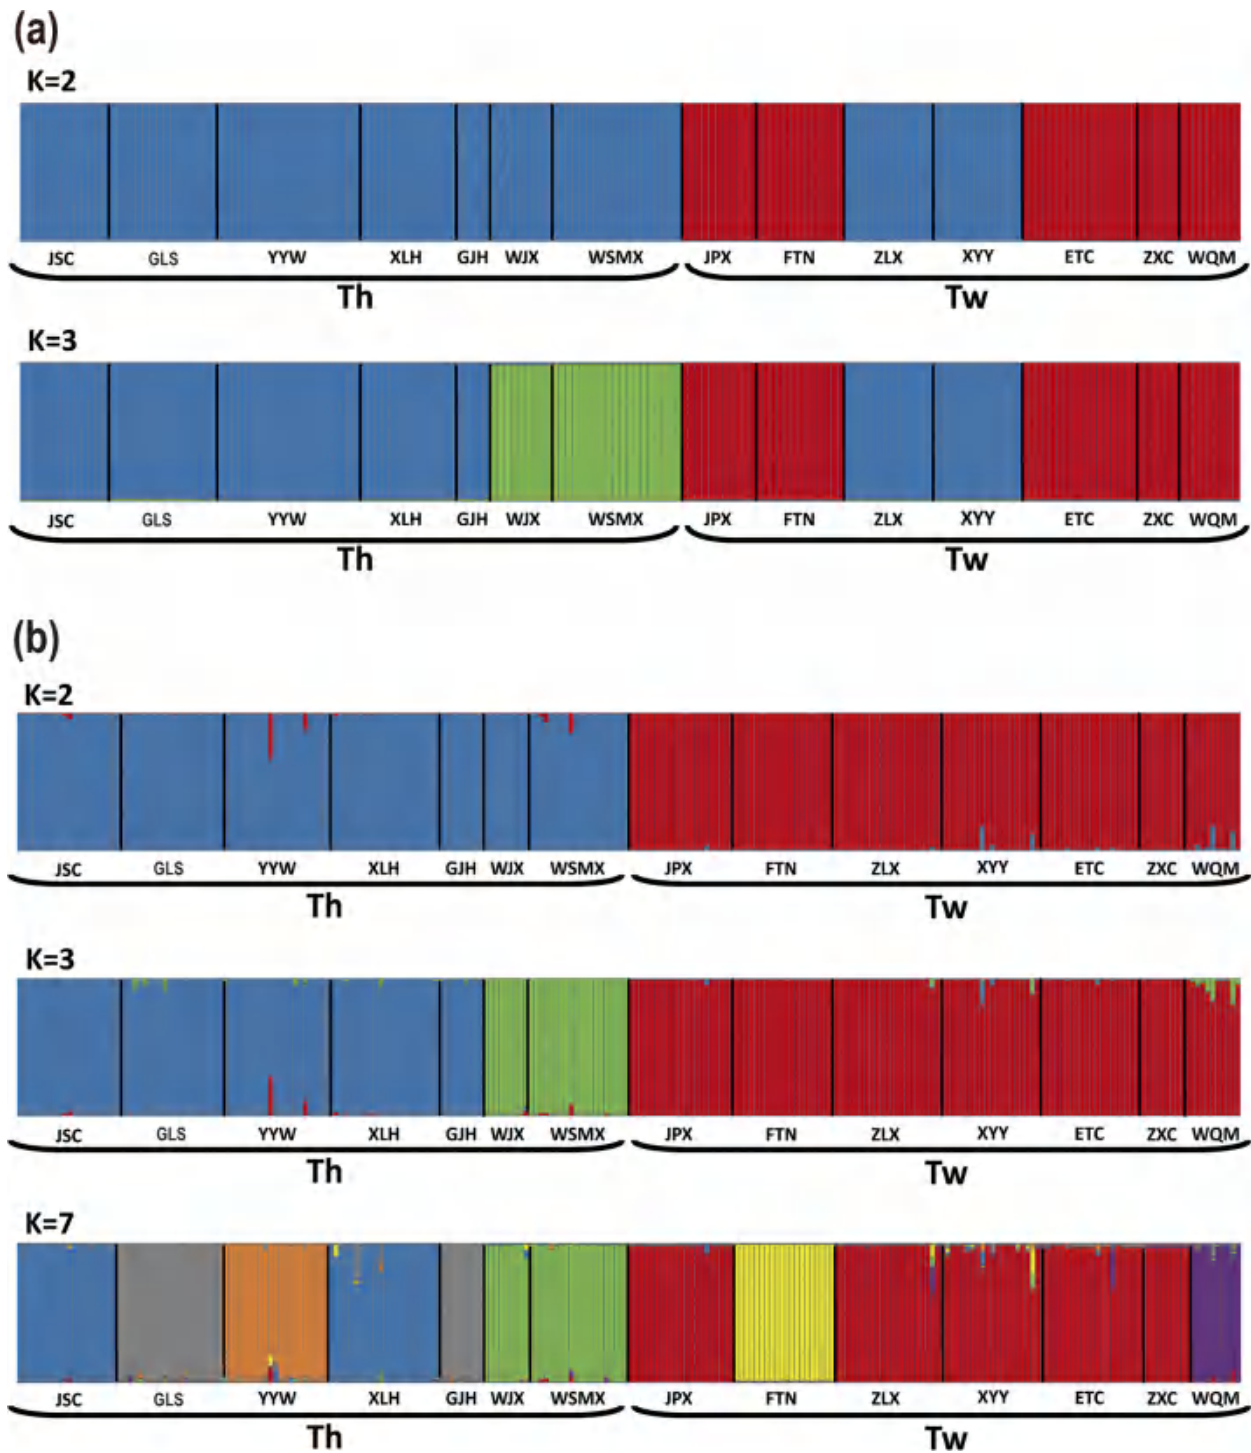 (a)
K=2
JSC GLS YYW XLH GJH WJX WSMX JPX FTN ZLX XYY ETC ZXC WQM
Th Tw
K=3
JSC GLS YYW XLH GJH WJX WSMX JPX FTN ZLX XYY ETC ZXC WQM
Th Tw
(b)
K=2
JSC GLS YYW XLH GJH WJX WSMX JPX FTN ZLX XYY ETC ZXC WQM
Th Tw
K=3
JSC GLS YYW XLH GJH WJX WSMX JPX FTN ZLX XYY ETC ZXC WQM
Th Tw
K=7
JSC GLS YYW XLH GJH WJX WSMX JPX FTN ZLX XYY ETC ZXC WQM
Th Tw